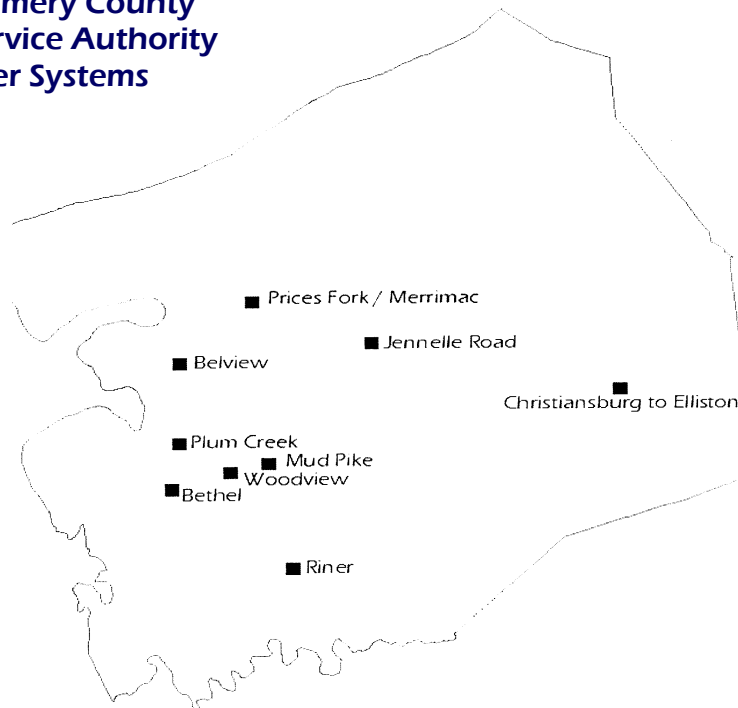 mery County
rvice Authority
er Systems
Prices Fork / Merrimac
Jennelle Road
Belview
Christiansburg to Elliston
Plum Creek
Mud Pike
Woodview
Bethel
Riner